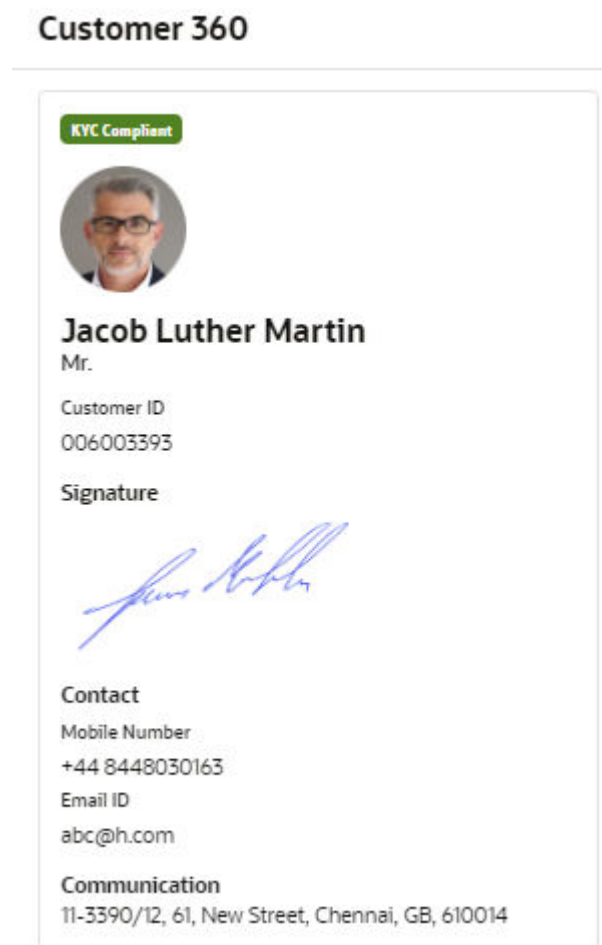 Customer 360
KYC Complient
Jacob Luther Martin
Mr.
Customer ID
006003393
Signature
Contact
Mobile Number
+44 8448030163
Email ID
abc@h.com
Communication
11-3390/12, 61, New Street, Chennai, GB, 610014